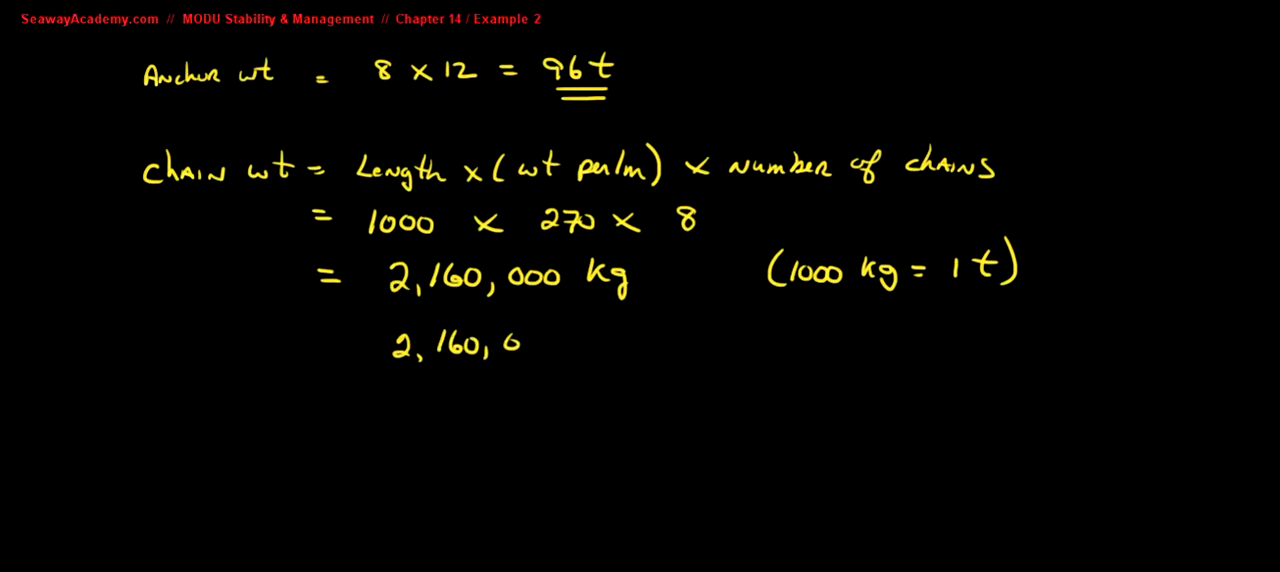 SeawayAcademy.com // MODU Stability & Management // Chapter 14 / Example 2
Anchor wt = 8 × 12 = 96t
Chain wt = Length × (wt per/m) × Number of chains
= 1000 × 270 × 8
= 2,160,000 kg (1000 kg = 1 t)
2,160,0